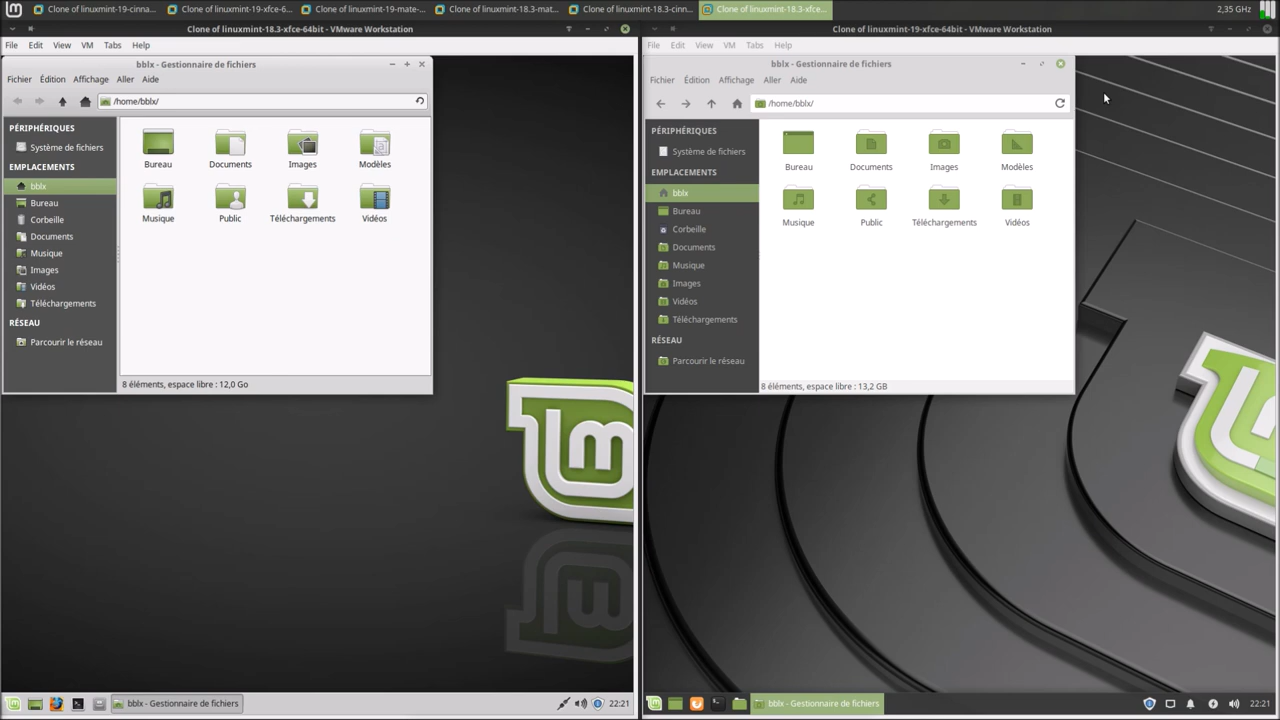 Clone of linuxmint-19-cinna...
Clone of linuxmint-19-xfce-6...
Clone of linuxmint-19-mate-...
Clone of linuxmint-18.3-mat...
Clone of linuxmint-18.3-cinn...
Clone of linuxmint-18.3-xfce...
2,35 GHz
Clone of linuxmint-18.3-xfce-64bit - VMware Workstation
File Edit View VM Tabs Help
bblx - Gestionnaire de fichiers
Fichier Édition Affichage Aller Aide
/home/bblx/
PÉRIPHÉRIQUES
Système de fichiers
EMPLACEMENTS
bblx
Bureau
Corbeille
Documents
Musique
Images
Vidéos
Téléchargements
RÉSEAU
Parcourir le réseau
Bureau Documents Images Modèles
Musique Public Téléchargements Vidéos
8 éléments, espace libre : 12,0 Go
bblx - Gestionnaire de fichiers
22:21
Clone of linuxmint-19-xfce-64bit - VMware Workstation
File Edit View VM Tabs Help
bblx - Gestionnaire de fichiers
Fichier Édition Affichage Aller Aide
/home/bblx/
PÉRIPHÉRIQUES
Système de fichiers
EMPLACEMENTS
bblx
Bureau
Corbeille
Documents
Musique
Images
Vidéos
Téléchargements
RÉSEAU
Parcourir le réseau
Bureau Documents Images Modèles
Musique Public Téléchargements Vidéos
8 éléments, espace libre : 13,2 GB
bblx - Gestionnaire de fichiers
22:21